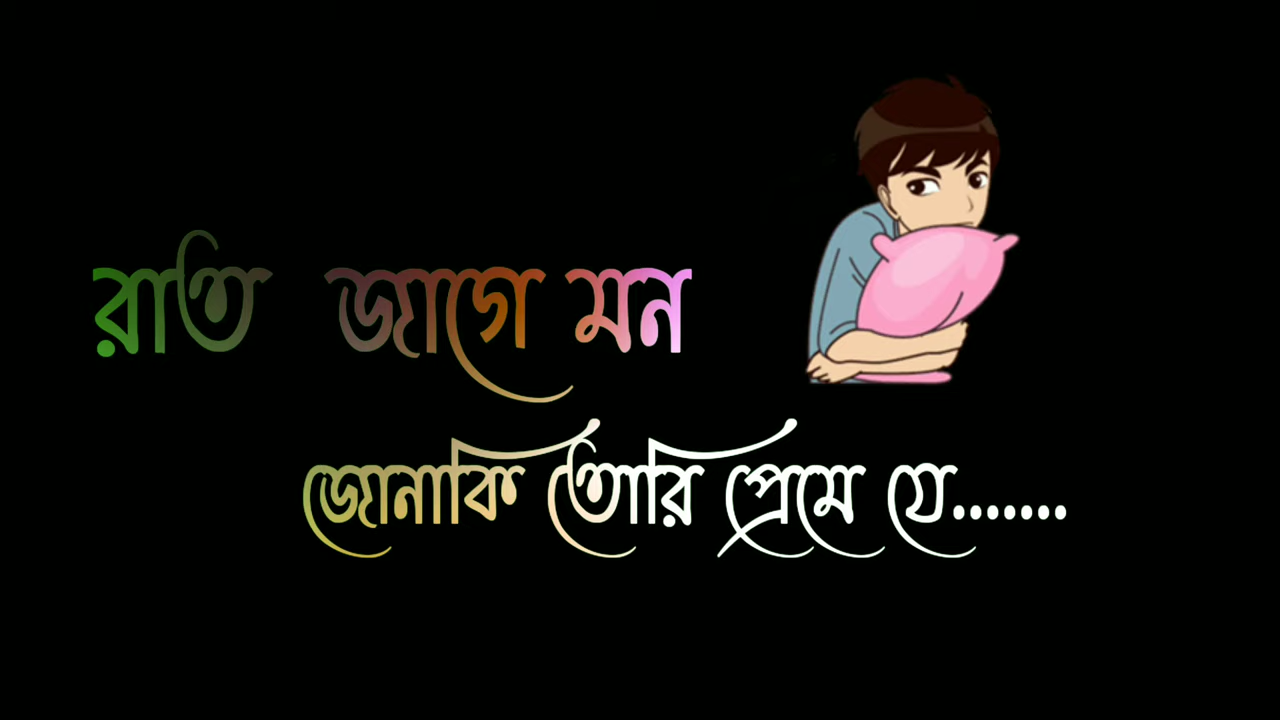 রাত জাগে মন
জোনাকি তোরি প্রেমে যে.......